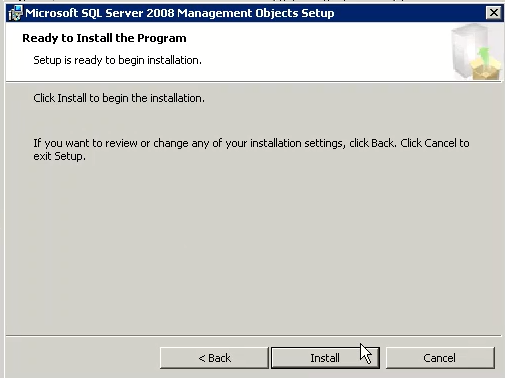 Microsoft SQL Server 2008 Management Objects Setup
Ready to Install the Program
Setup is ready to begin installation.
Click Install to begin the installation.
If you want to review or change any of your installation settings, click Back. Click Cancel to
exit Setup.
< Back
Install
Cancel